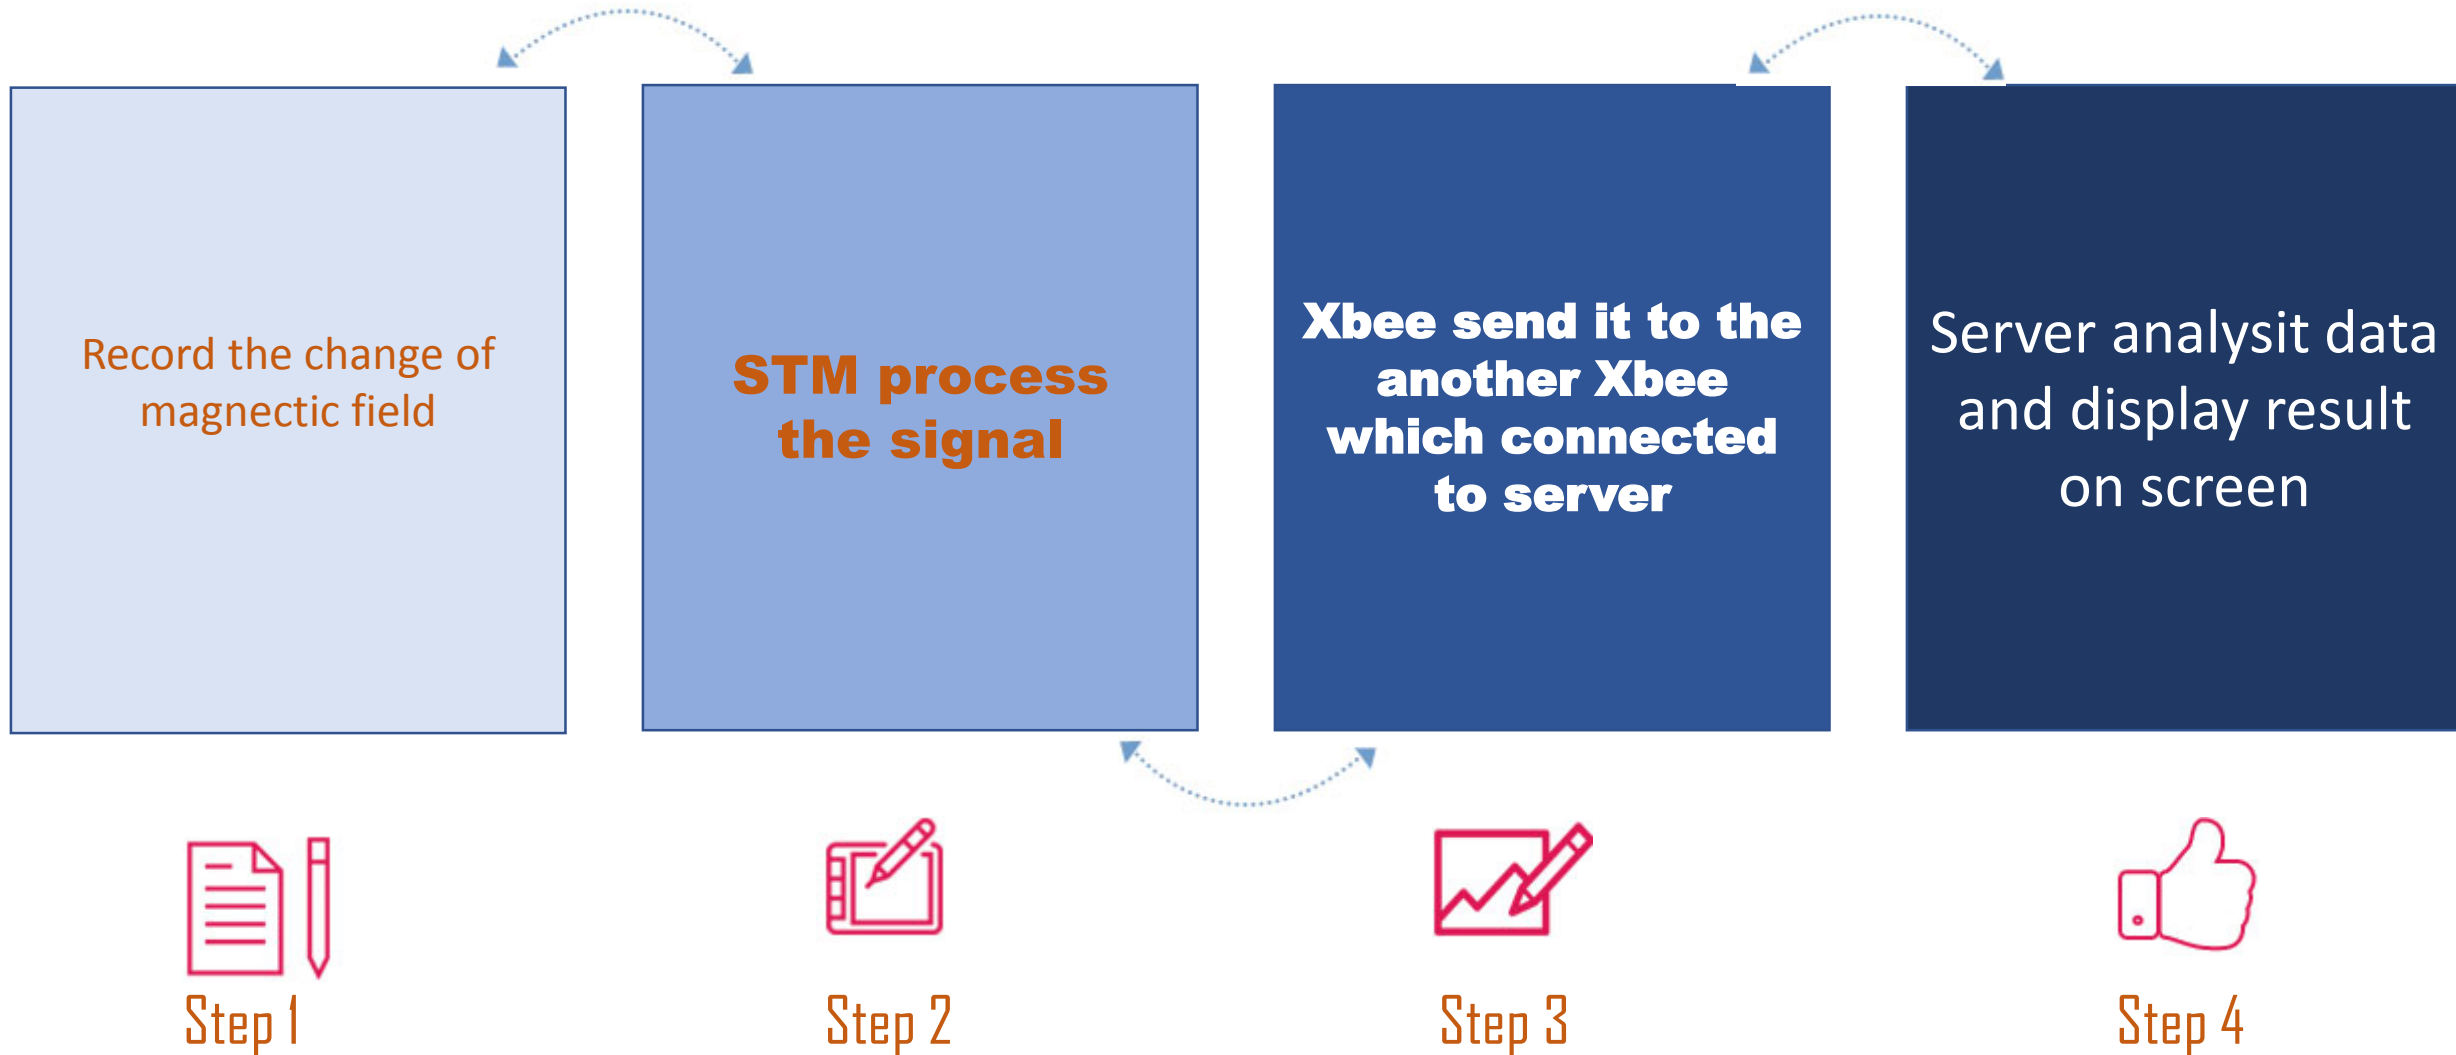 Record the change of
magnectic field
STM process
the signal
Xbee send it to the
another Xbee
which connected
to server
Server analysit data
and display result
on screen
Step 1
Step 2
Step 3
Step 4